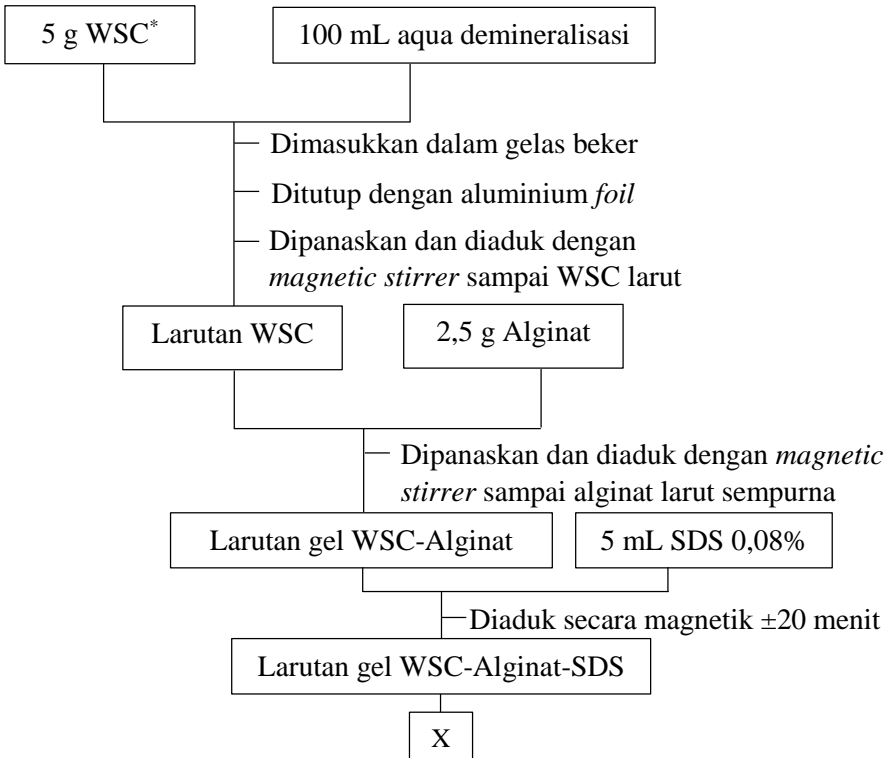 5 g WSC*
100 mL aqua demineralisasi
Dimasukkan dalam gelas beker
Ditutup dengan aluminium foil
Dipanaskan dan diaduk dengan
magnetic stirrer sampai WSC larut
Larutan WSC
2,5 g Alginat
Dipanaskan dan diaduk dengan magnetic
stirrer sampai alginat larut sempurna
Larutan gel WSC-Alginat
5 mL SDS 0,08%
Diaduk secara magnetik ±20 menit
Larutan gel WSC-Alginat-SDS
X